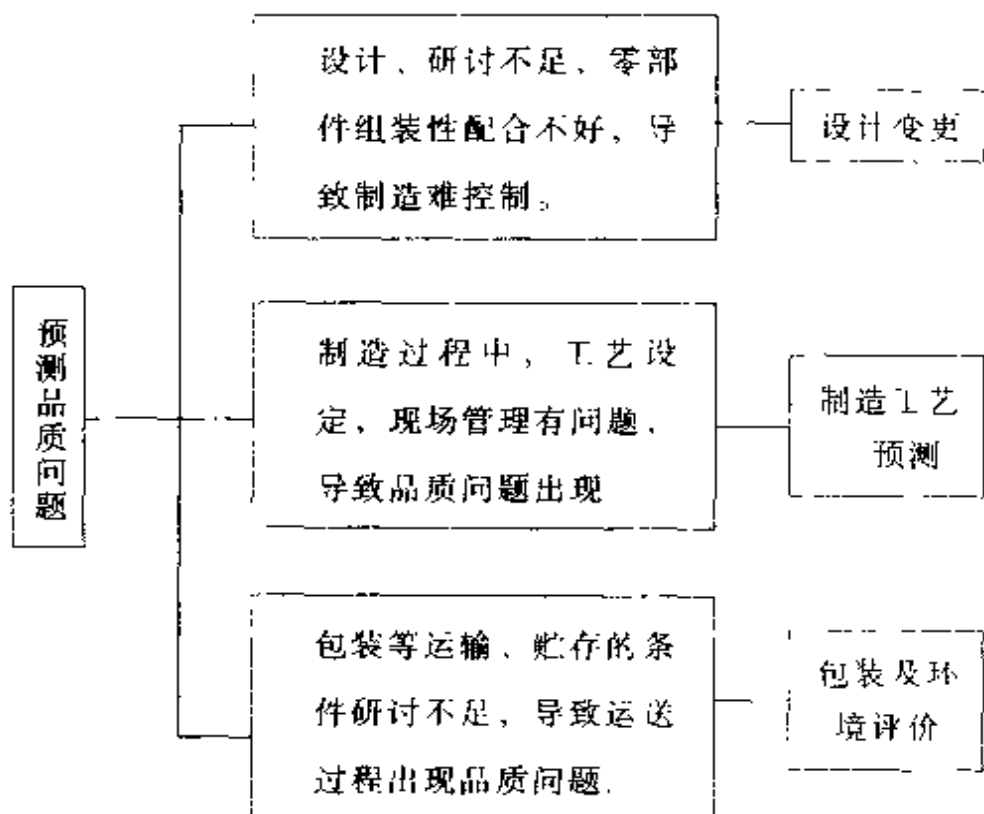 预测品质问题
设计、研讨不足、零部
件组装性配合不好，导
致制造难控制。
设计变更
制造过程中，工艺设
定、现场管理有问题、
导致品质问题出现
制造工艺
预测
包装等运输、贮存的条
件研讨不足，导致运送
过程出现品质问题.
包装及环
境评价